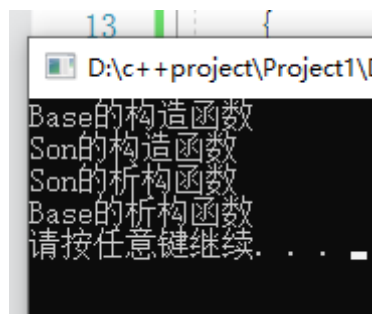 13 {
D:\c++project\Project1\D
Base的构造函数
Son的构造函数
Son的析构函数
Base的析构函数
请按任意键继续. . .